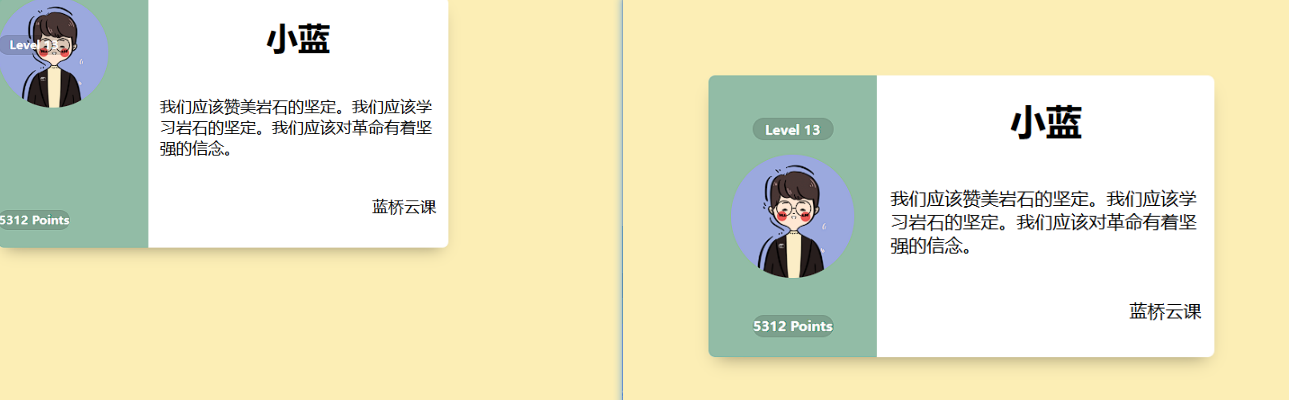 小蓝
Level 13
我们应该赞美岩石的坚定。我们应该学
习岩石的坚定。我们应该对革命有着坚
强的信念。
蓝桥云课
5312 Points
Level 13
小蓝
我们应该赞美岩石的坚定。我们应该学
习岩石的坚定。我们应该对革命有着坚
强的信念。
蓝桥云课
5312 Points